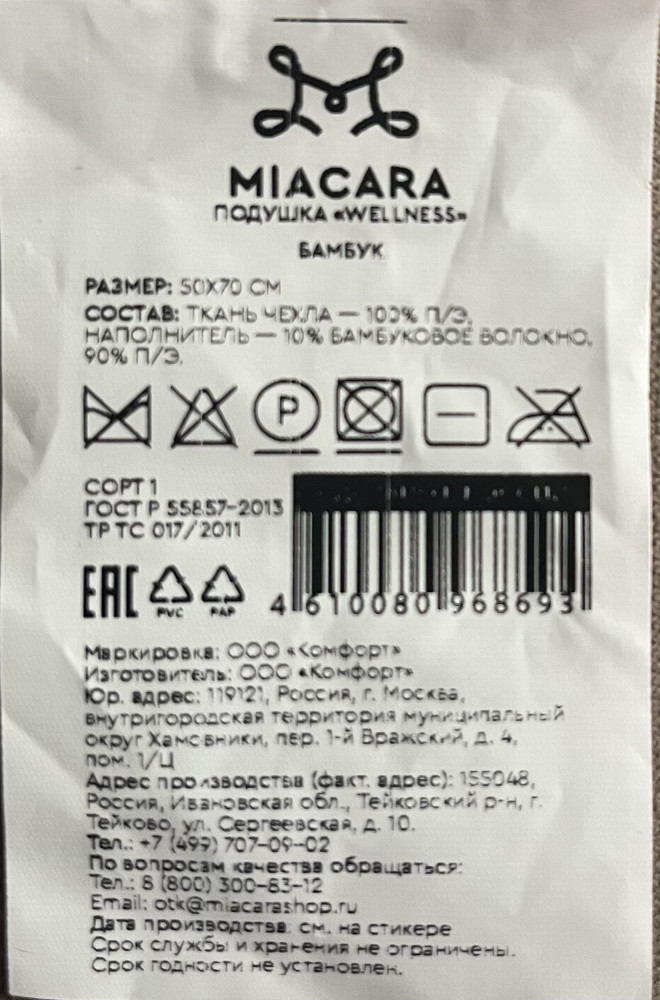 MIACARA
ПОДУШКА «WELLNESS»
БАМБУК
РАЗМЕР: 50Х70 СМ
СОСТАВ: ТКАНЬ ЧЕХЛА — 100% П/Э,
НАПОЛНИТЕЛЬ — 10% БАМБУКОВОЕ ВОЛОКНО,
90% П/Э.
P
СОРТ 1
ГОСТ Р 55857-2013
ТР ТС 017/2011
EAC
PVC PAP
4 610080 968693
Маркировка: ООО «Комфорт»
Изготовитель: ООО «Комфорт»
Юр. адрес: 119121, Россия, г. Москва,
внутригородская территория муниципальный
округ Хамовники, пер. 1-й Вражский, д. 4,
пом. 1/Ц
Адрес производства (факт. адрес): 155048,
Россия, Ивановская обл., Тейковский р-н, г.
Тейково, ул. Сергеевская, д. 10.
Тел.: +7 (499) 707-09-02
По вопросам качества обращаться:
Тел.: 8 (800) 300-83-12
Email: otk@miacarashop.ru
Дата производства: см. на стикере
Срок службы и хранения не ограничены.
Срок годности не установлен.